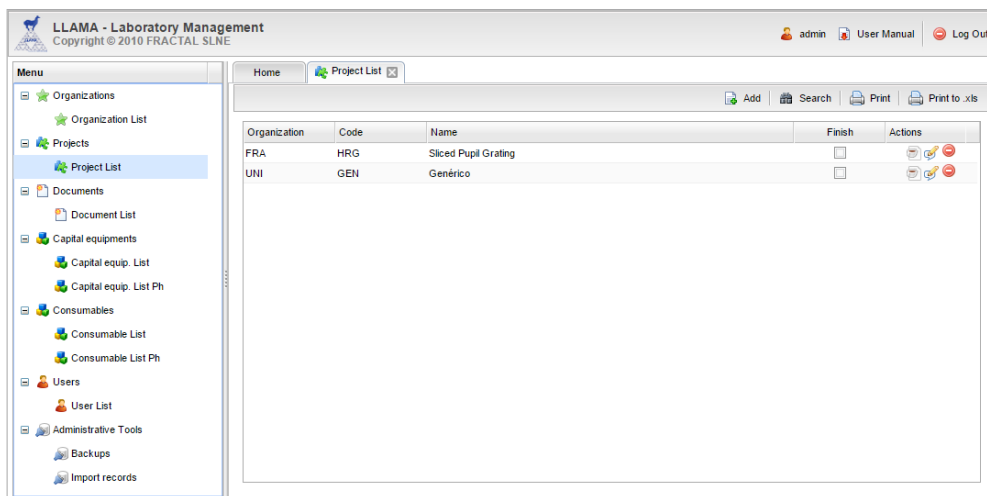 LLAMA - Laboratory Management
Copyright © 2010 FRACTAL SLNE
admin User Manual Log Out
Menu
Organizations
Organization List
Projects
Project List
Documents
Document List
Capital equipments
Capital equip. List
Capital equip. List Ph
Consumables
Consumable List
Consumable List Ph
Users
User List
Administrative Tools
Backups
Import records
Home Project List
Add Search Print Print to .xls
Organization Code Name Finish Actions
FRA HRG Sliced Pupil Grating
UNI GEN Genérico